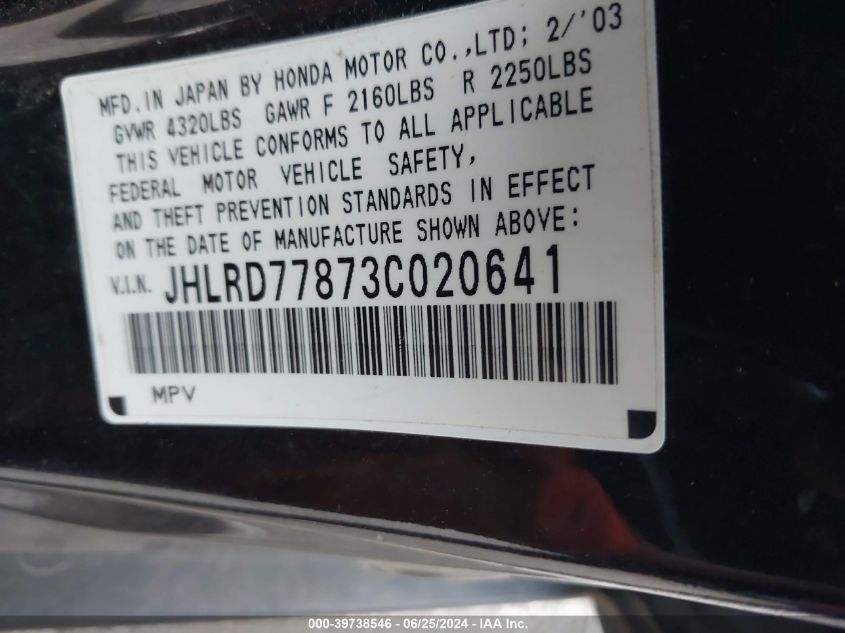 MFD.IN JAPAN BY HONDA MOTOR CO.,LTD; 2/'03
GVWR 4320LBS GAWR F 2160LBS R 2250LBS
THIS VEHICLE CONFORMS TO ALL APPLICABLE
FEDERAL MOTOR VEHICLE SAFETY,
AND THEFT PREVENTION STANDARDS IN EFFECT
ON THE DATE OF MANUFACTURE SHOWN ABOVE:
V.I.N. JHLRD77873C020641
MPV
000-39738546 - 06/25/2024 - IAA Inc.